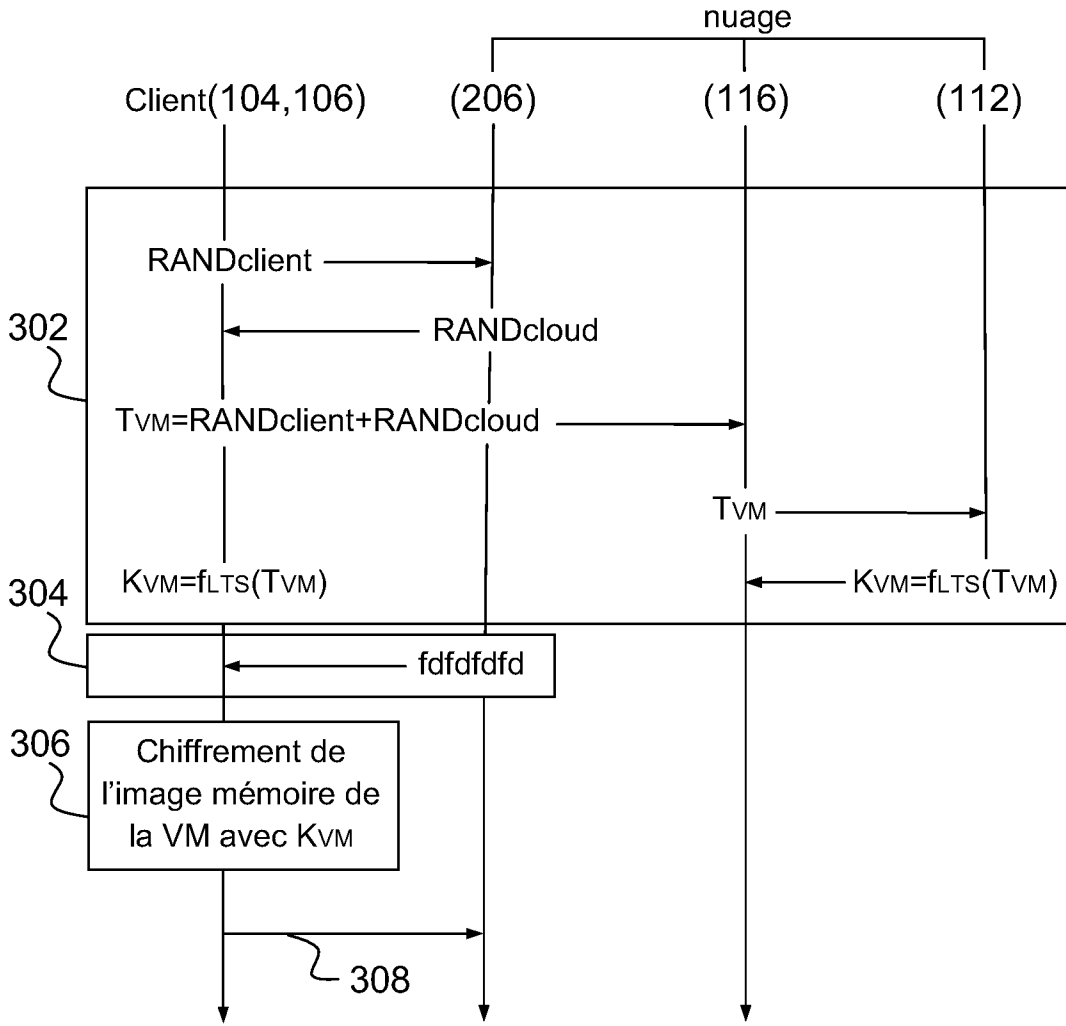 nuage
Client(104,106) (206) (116) (112)
RANDclient
302
RANDcloud
TVM=RANDclient+RANDcloud
TVM
KVM=fLTS(TVM) KVM=fLTS(TVM)
304
fdfdfdfd
306
Chiffrement de
l'image mémoire de
la VM avec KVM
308